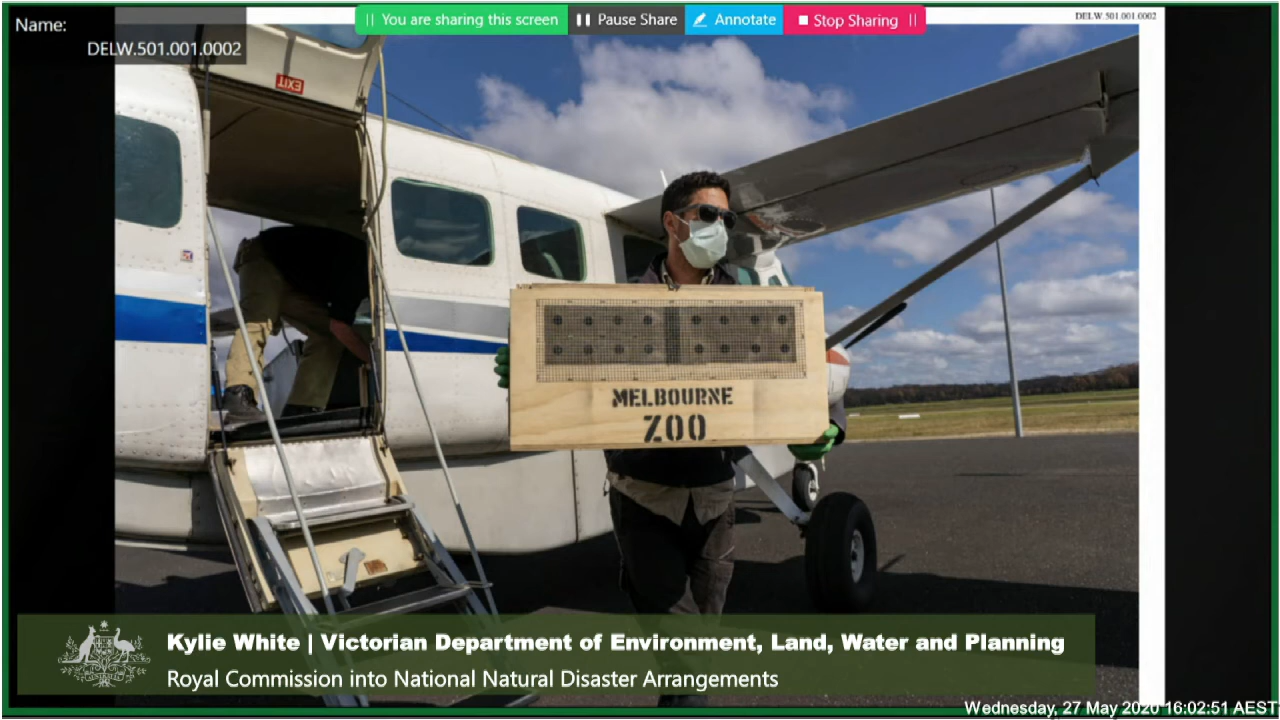 Name:
DELW.501.001.0002
You are sharing this screen
Pause Share
Annotate
Stop Sharing
DELW.501.001.0002
EXIT
MELBOURNE
ZOO
Kylie White | Victorian Department of Environment, Land, Water and Planning
Royal Commission into National Natural Disaster Arrangements
Wednesday, 27 May 2020 16:02:51 AEST